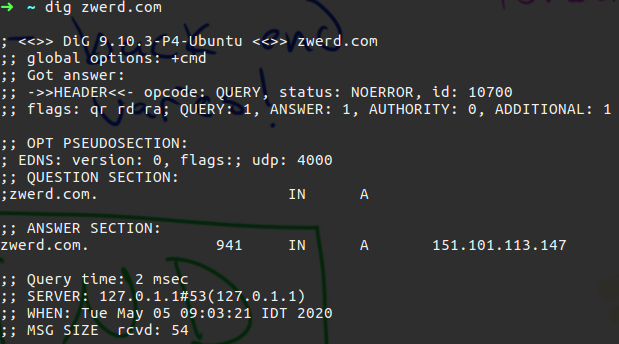 ➜ ~ dig zwerd.com
; <<>> DiG 9.10.3-P4-Ubuntu <<>> zwerd.com
;; global options: +cmd
;; Got answer:
;; ->>HEADER<<- opcode: QUERY, status: NOERROR, id: 10700
;; flags: qr rd ra; QUERY: 1, ANSWER: 1, AUTHORITY: 0, ADDITIONAL: 1
;; OPT PSEUDOSECTION:
; EDNS: version: 0, flags:; udp: 4000
;; QUESTION SECTION:
;zwerd.com. IN A
;; ANSWER SECTION:
zwerd.com. 941 IN A 151.101.113.147
;; Query time: 2 msec
;; SERVER: 127.0.1.1#53(127.0.1.1)
;; WHEN: Tue May 05 09:03:21 IDT 2020
;; MSG SIZE rcvd: 54